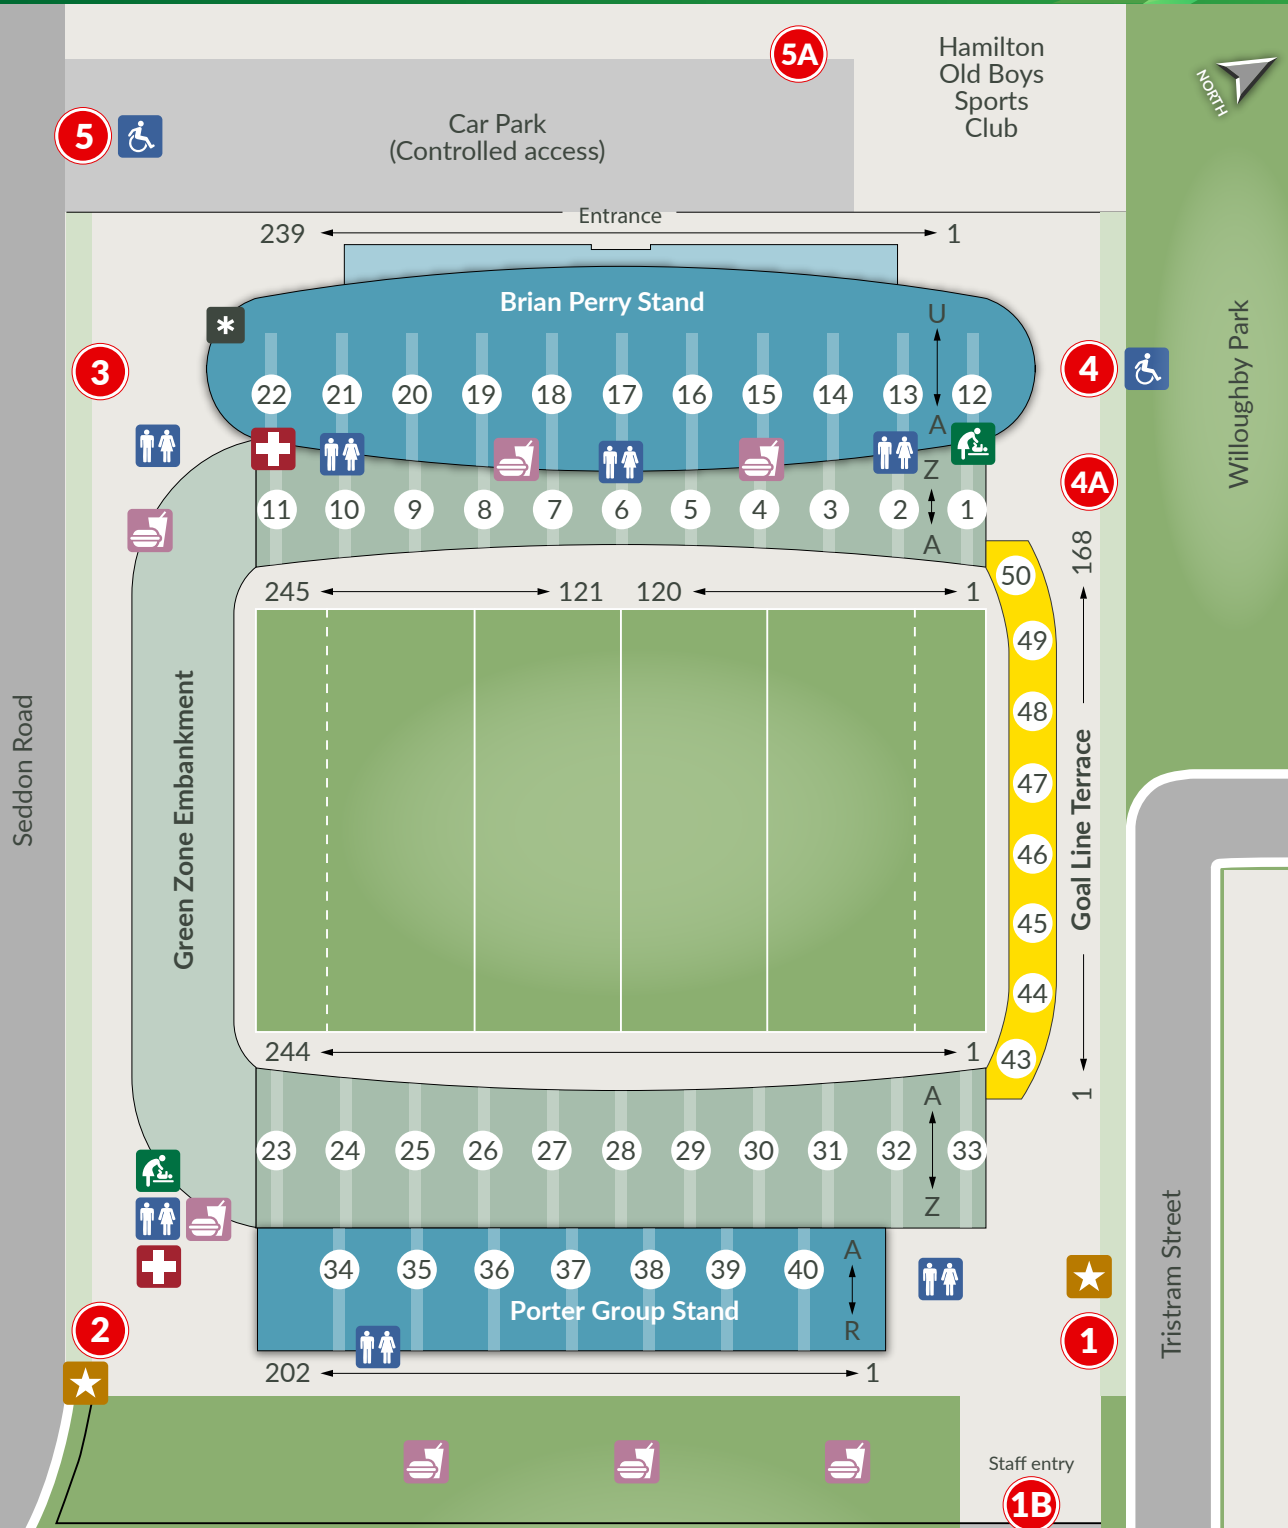 5A
Hamilton
Old Boys
Sports
Club
NORTH
5
Car Park
(Controlled access)
Entrance
239
1
Brian Perry Stand
U
*
3
4
22 21 20 19 18 17 16 15 14 13 12
A
Z
4A
11 10 9 8 7 6 5 4 3 2 1
A
Willoughby Park
168
245
121
120
1
50
49
48
47
46
45
44
43
Goal Line Terrace
1
Green Zone Embankment
Seddon Road
244
1
A
23 24 25 26 27 28 29 30 31 32 33
Z
34 35 36 37 38 39 40
A
Porter Group Stand
R
202
1
2
1
Tristram Street
Staff entry
1B